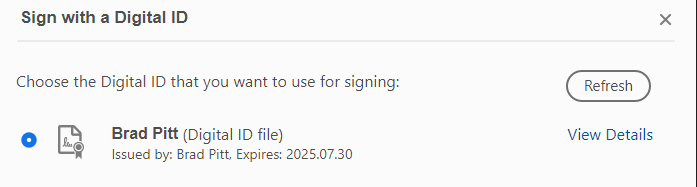 Sign with a Digital ID
Choose the Digital ID that you want to use for signing:
Refresh
Brad Pitt (Digital ID file)
View Details
Issued by: Brad Pitt, Expires: 2025.07.30